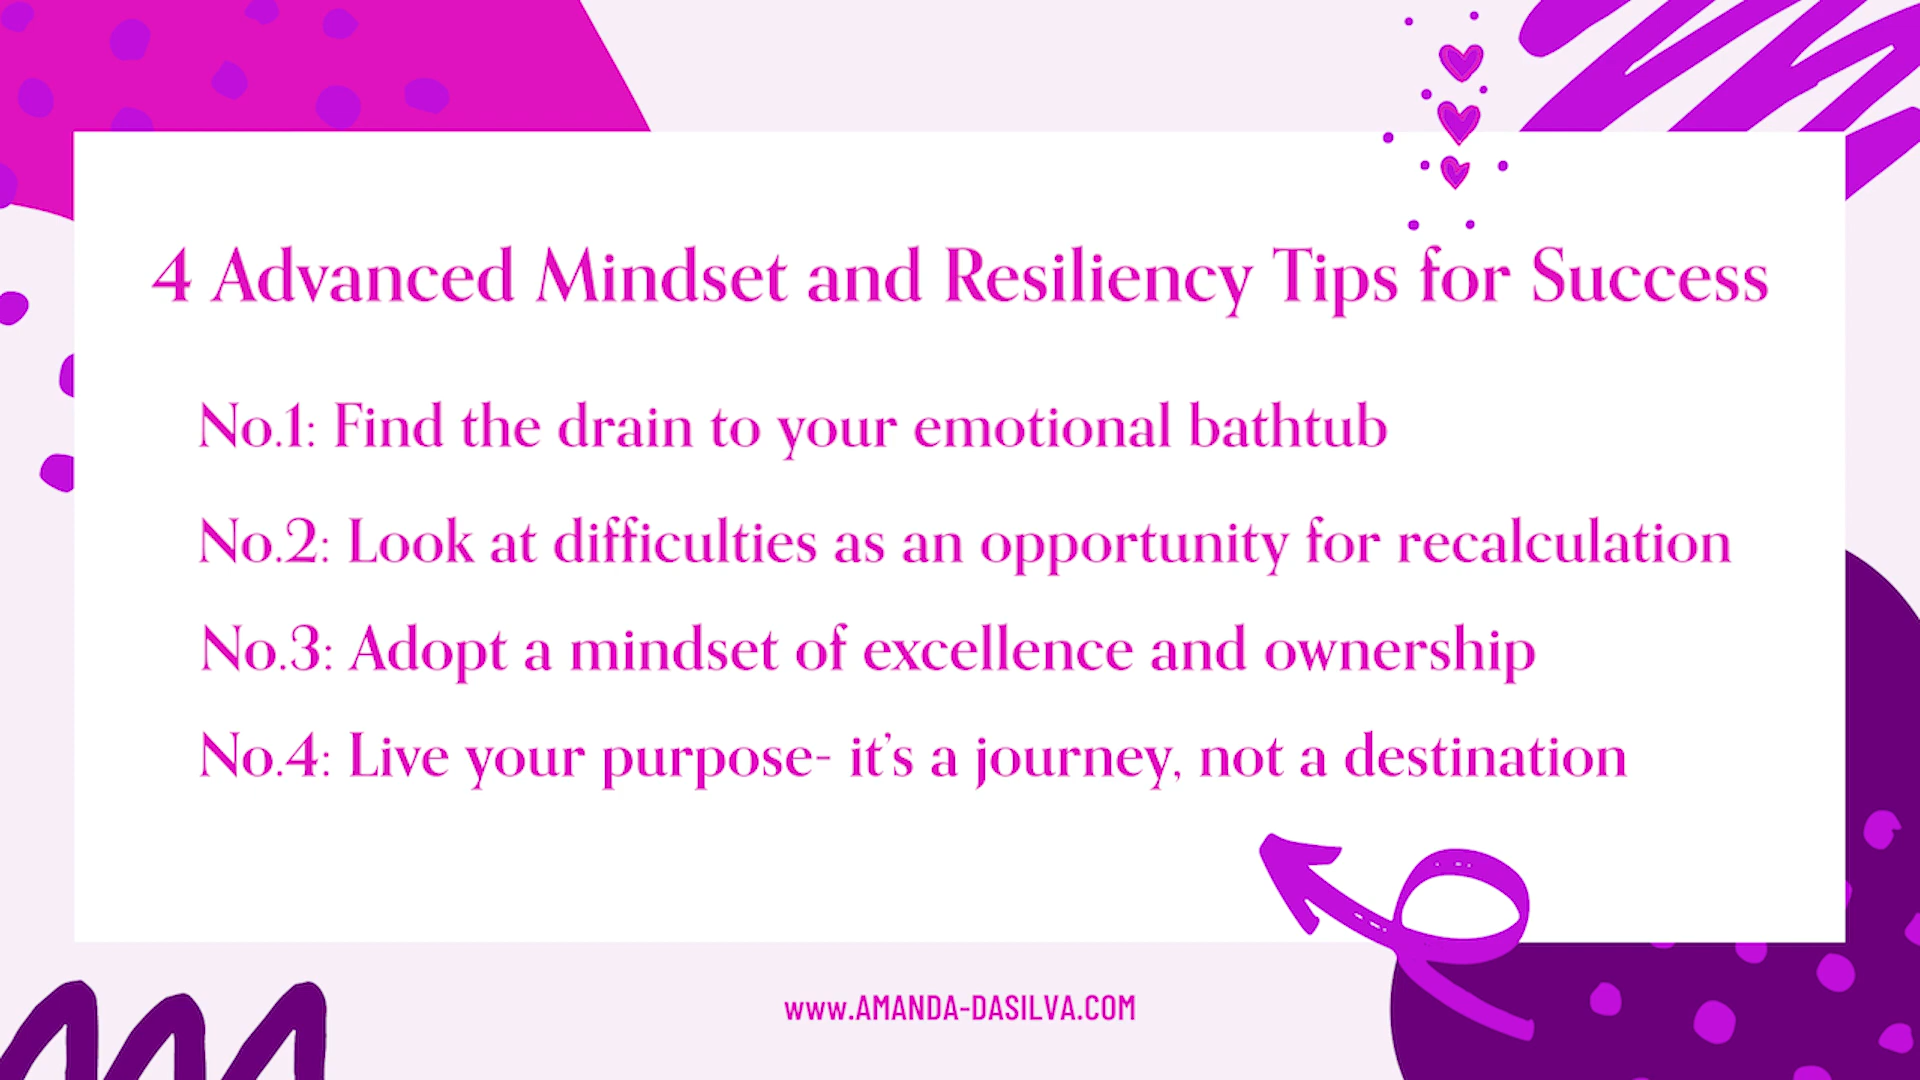 4 Advanced Mindset and Resiliency Tips for Success
No.1: Find the drain to your emotional bathtub
No.2: Look at difficulties as an opportunity for recalculation
No.3: Adopt a mindset of excellence and ownership
No.4: Live your purpose- it's a journey, not a destination
www.AMANDA-DASILVA.COM